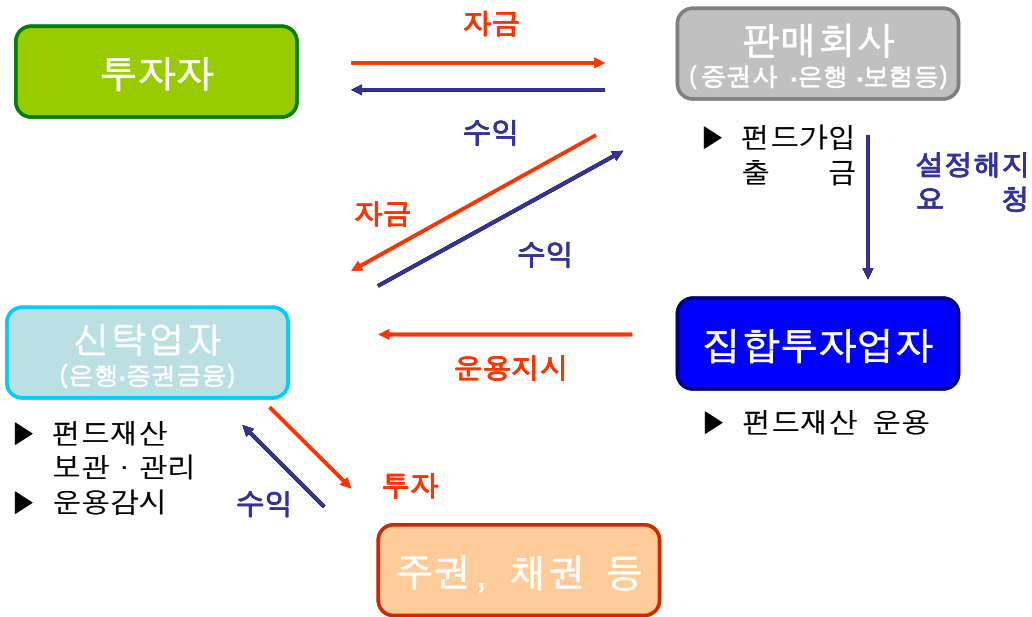 자금
투자자
판매회사
(증권사 ·은행 ·보험등)
수익
▶ 펀드가입
출 금
설정해지
요 청
자금
수익
신탁업자
(은행·증권금융)
운용지시
집합투자업자
▶ 펀드재산
보관 · 관리
▶ 운용감시
▶ 펀드재산 운용
수익
투자
주권, 채권 등